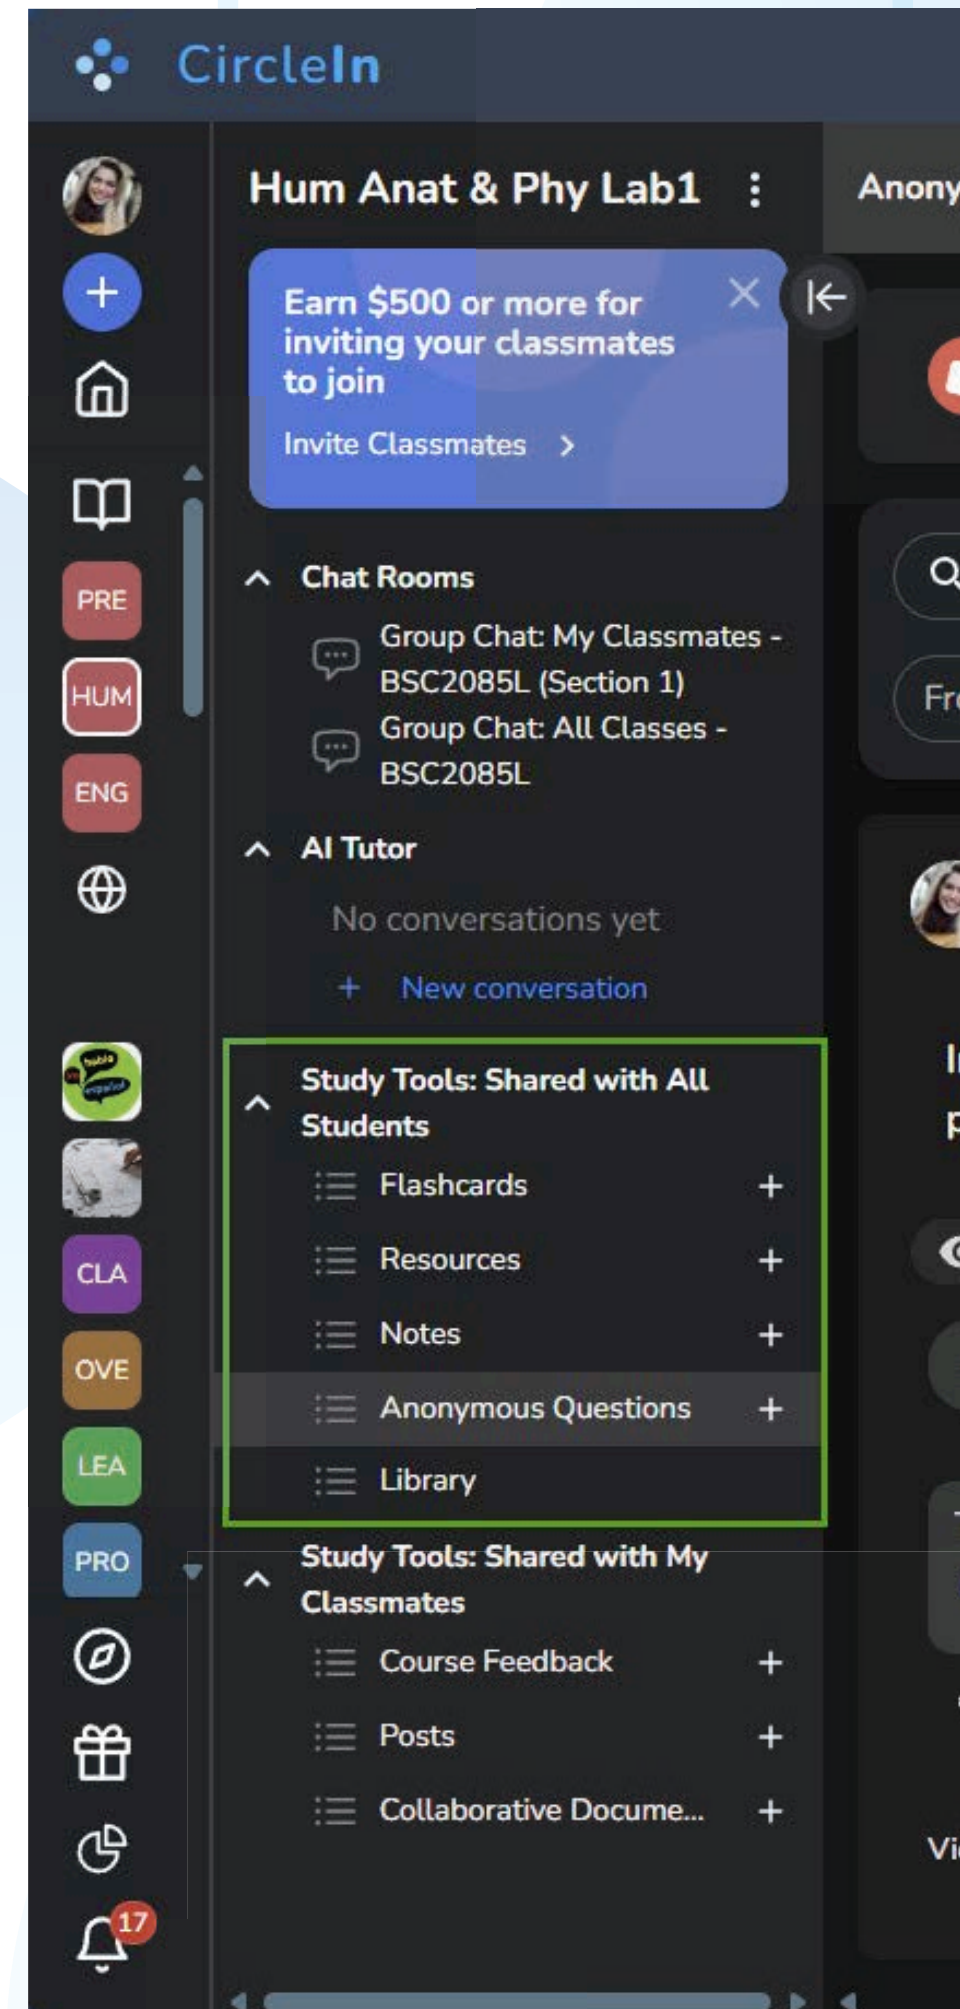 CircleIn
Hum Anat & Phy Lab1
Anony
Earn $500 or more for
inviting your classmates
to join
Invite Classmates
PRE
HUM
ENG
Chat Rooms
Group Chat: My Classmates -
BSC2085L (Section 1)
Group Chat: All Classes -
BSC2085L
Fre
AI Tutor
No conversations yet
+ New conversation
Study Tools: Shared with All
Students
Flashcards +
Resources +
Notes +
Anonymous Questions +
Library
CLA
OVE
LEA
PRO
Study Tools: Shared with My
Classmates
Course Feedback +
Posts +
Collaborative Docume... +
Vi
17